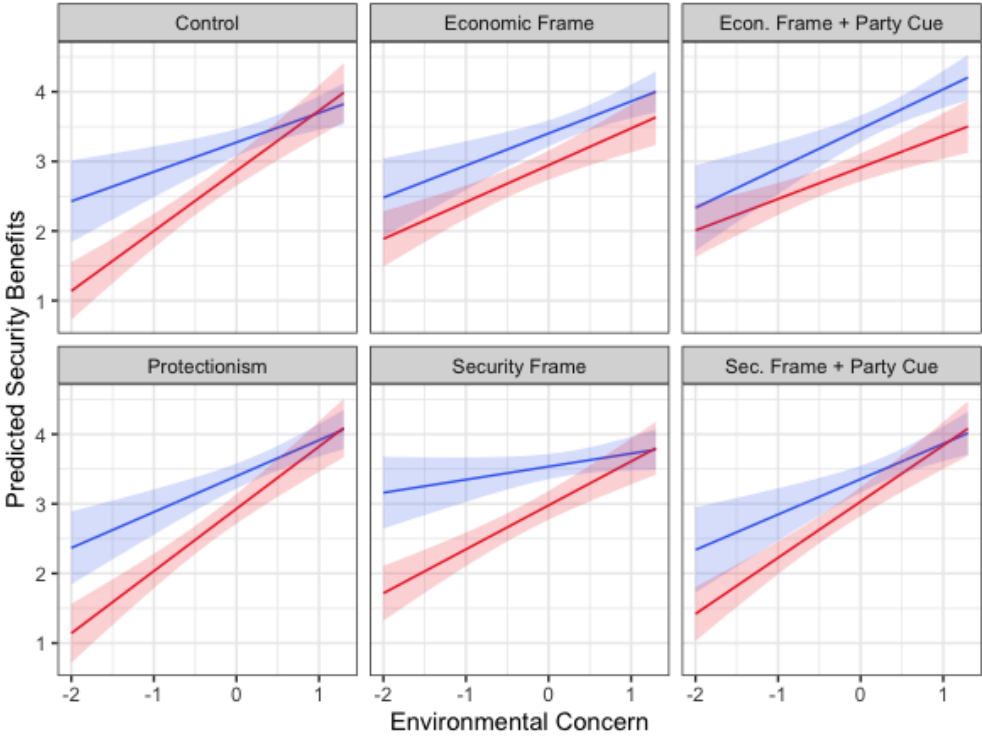 Control
Economic Frame
Econ. Frame + Party Cue
4
3
2
1
Protectionism
Security Frame
Sec. Frame + Party Cue
4
3
2
1
-2 -1 0 1
-2 -1 0 1
-2 -1 0 1
Predicted Security Benefits
Environmental Concern